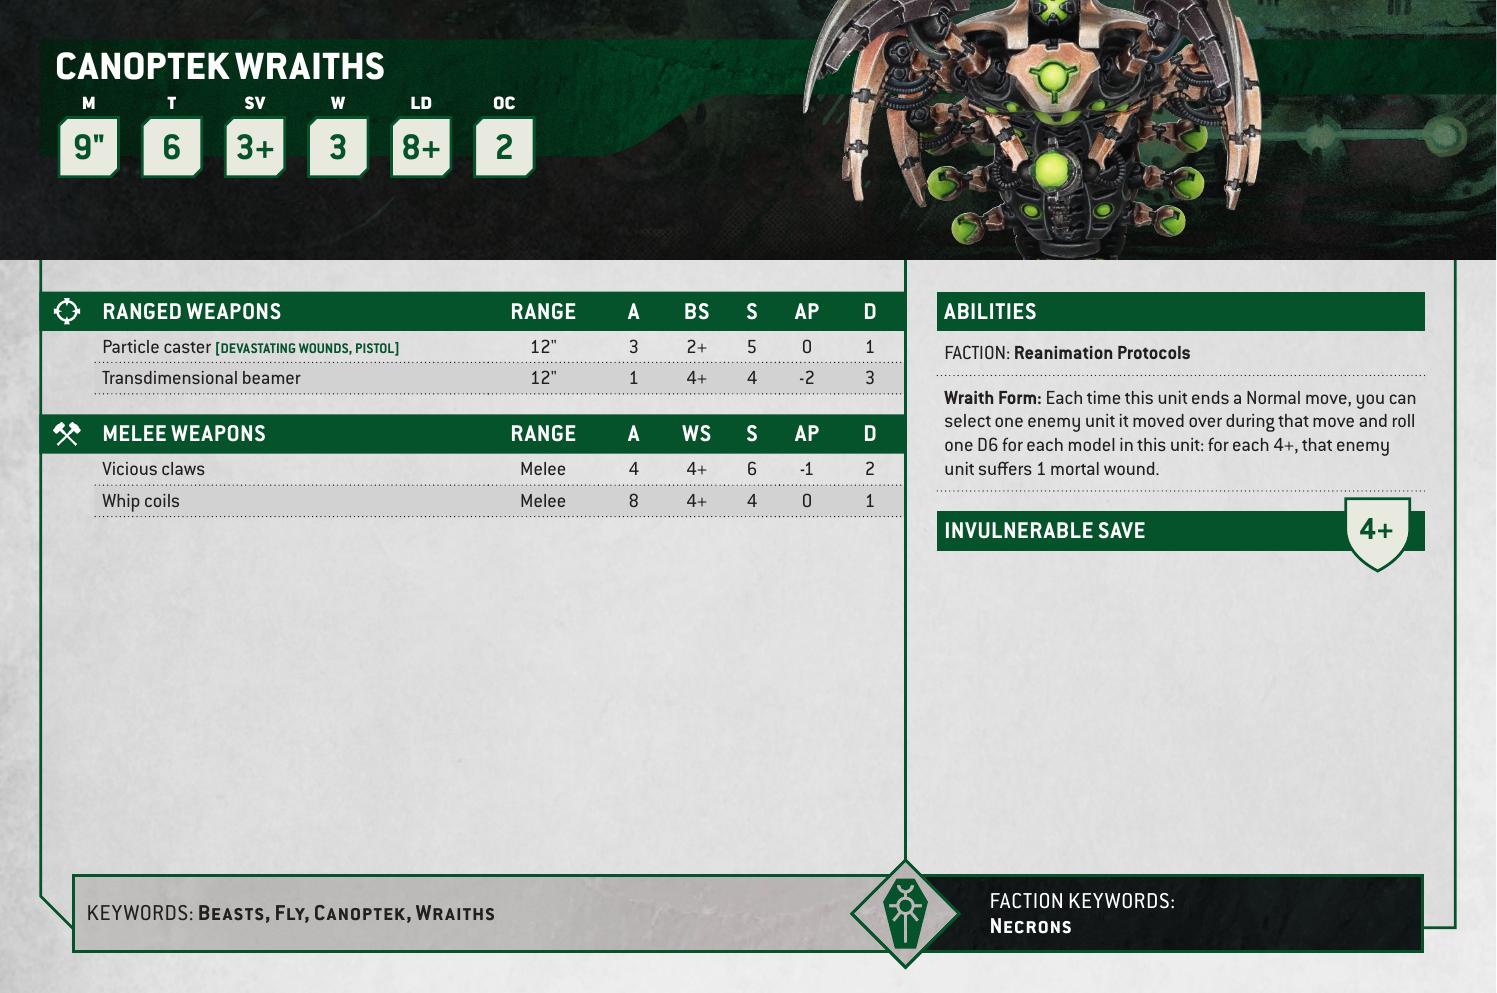 CANOPTEK WRAITHS
M T SV W LD OC
9" 6 3+ 3 8+ 2
RANGED WEAPONS RANGE A BS S AP D
Particle caster [DEVASTATING WOUNDS, PISTOL] 12" 3 2+ 5 0 1
Transdimensional beamer 12" 1 4+ 4 -2 3
MELEE WEAPONS RANGE A WS S AP D
Vicious claws Melee 4 4+ 6 -1 2
Whip coils Melee 8 4+ 4 0 1
ABILITIES
FACTION: Reanimation Protocols
Wraith Form: Each time this unit ends a Normal move, you can
select one enemy unit it moved over during that move and roll
one D6 for each model in this unit: for each 4+, that enemy
unit suffers 1 mortal wound.
INVULNERABLE SAVE 4+
KEYWORDS: BEASTS, FLY, CANOPTEK, WRAITHS
FACTION KEYWORDS:
NECRONS